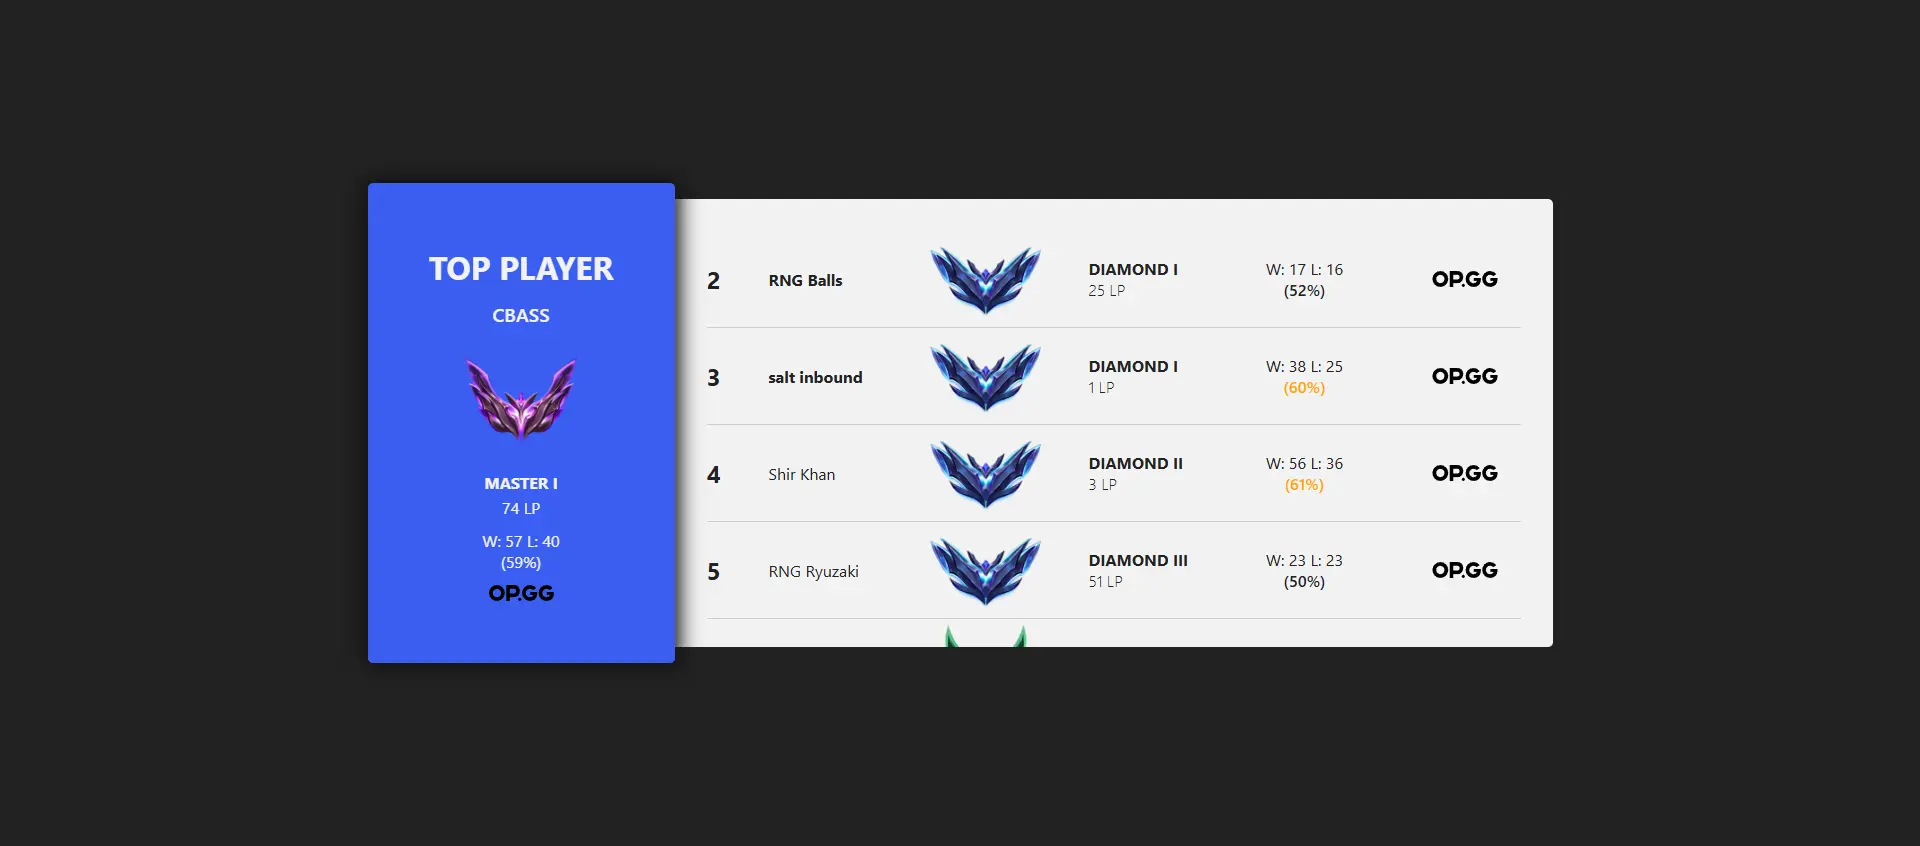 TOP PLAYER
CBASS
MASTER I
74 LP
W: 57 L: 40
(59%)
OP.GG
2
RNG Balls
DIAMOND I
25 LP
W: 17 L: 16
(52%)
OP.GG
3
salt inbound
DIAMOND I
1 LP
W: 38 L: 25
(60%)
OP.GG
4
Shir Khan
DIAMOND II
3 LP
W: 56 L: 36
(61%)
OP.GG
5
RNG Ryuzaki
DIAMOND III
51 LP
W: 23 L: 23
(50%)
OP.GG